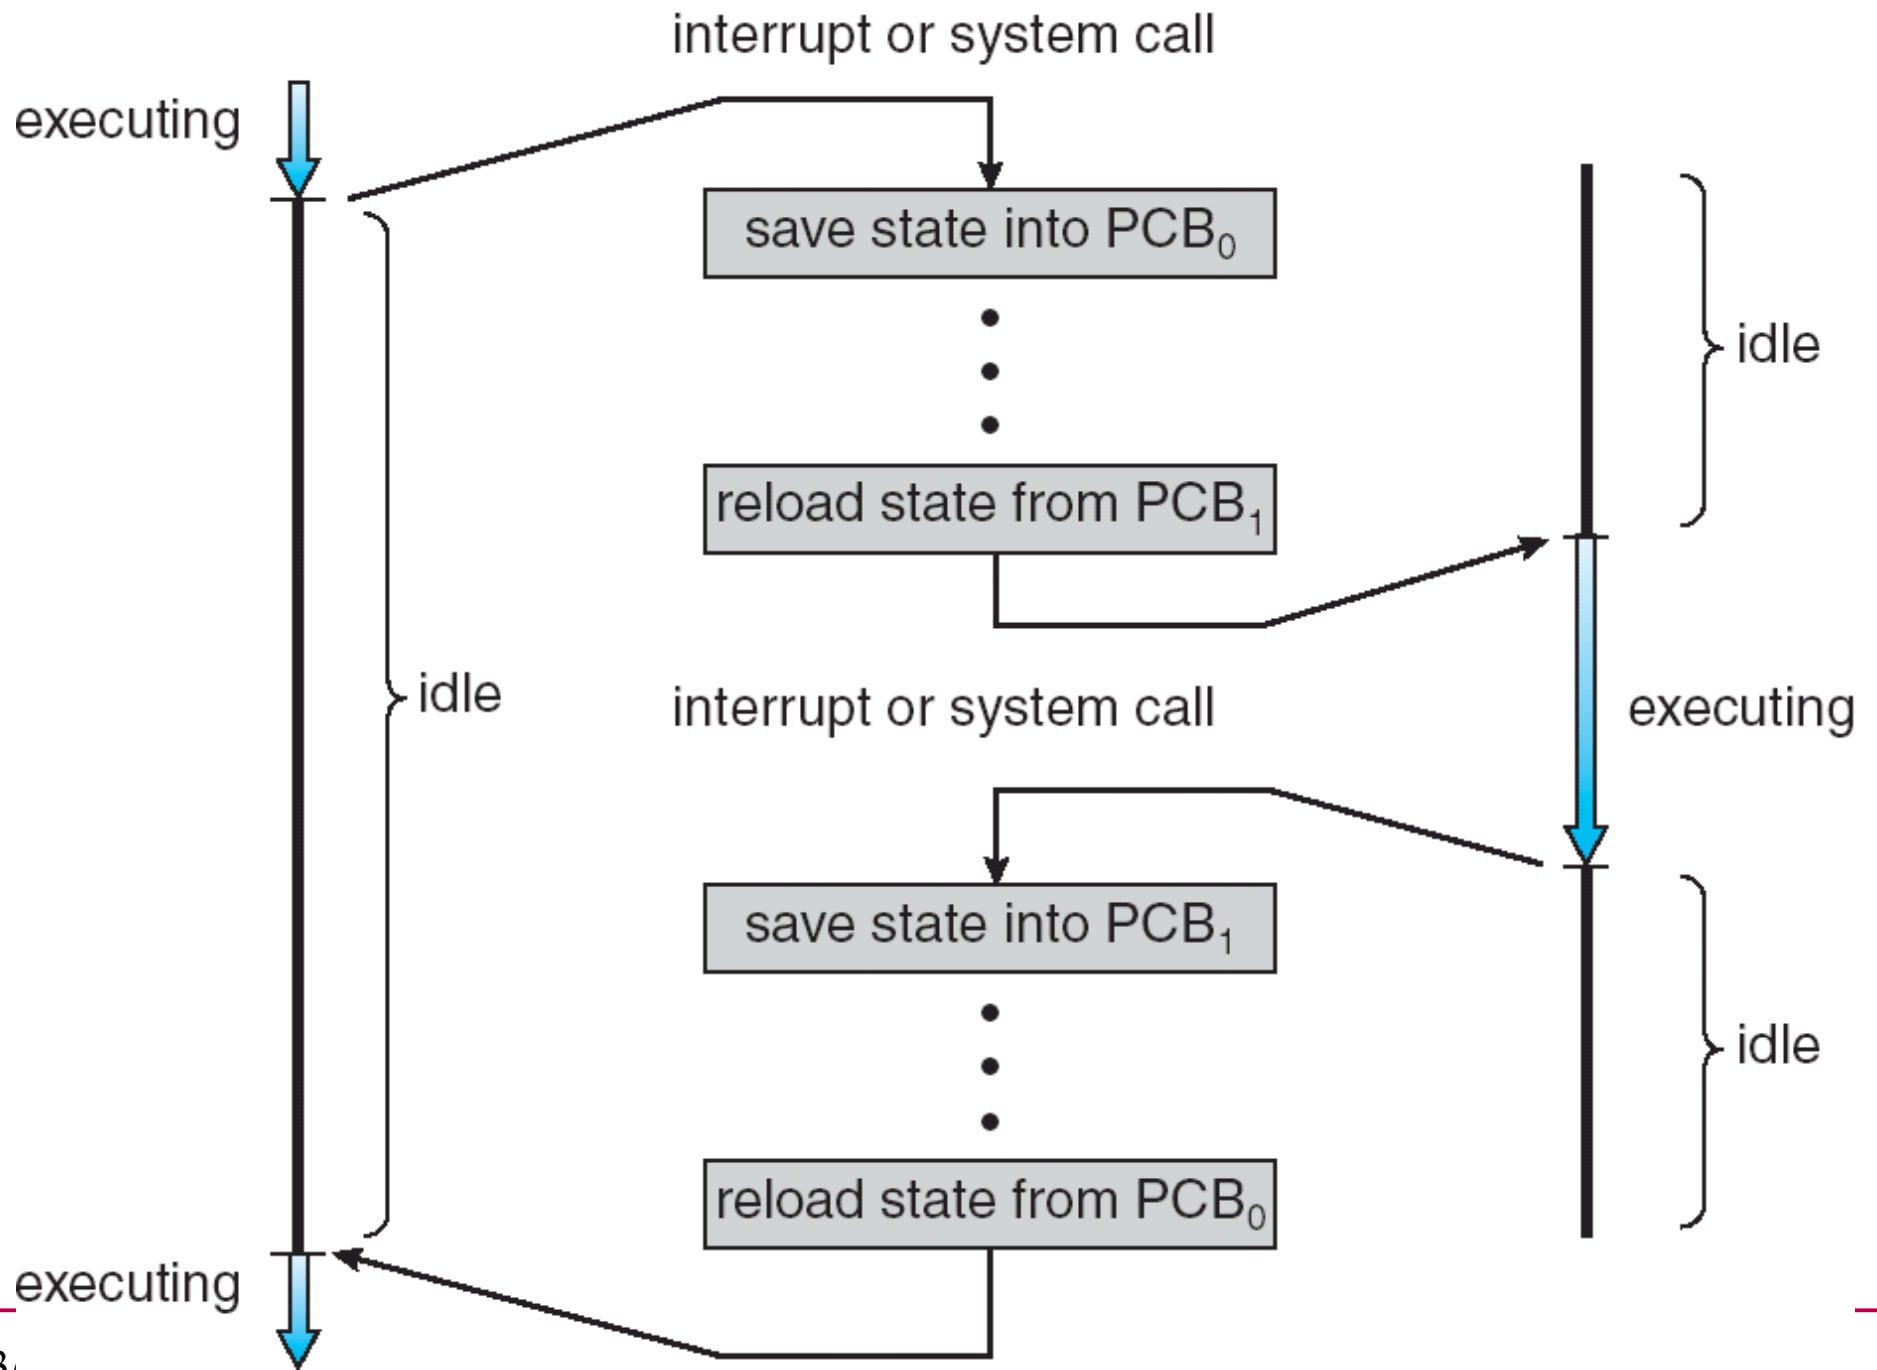 interrupt or system call
executing
save state into PCB0
idle
reload state from PCB1
idle
interrupt or system call
executing
save state into PCB1
idle
reload state from PCB0
executing